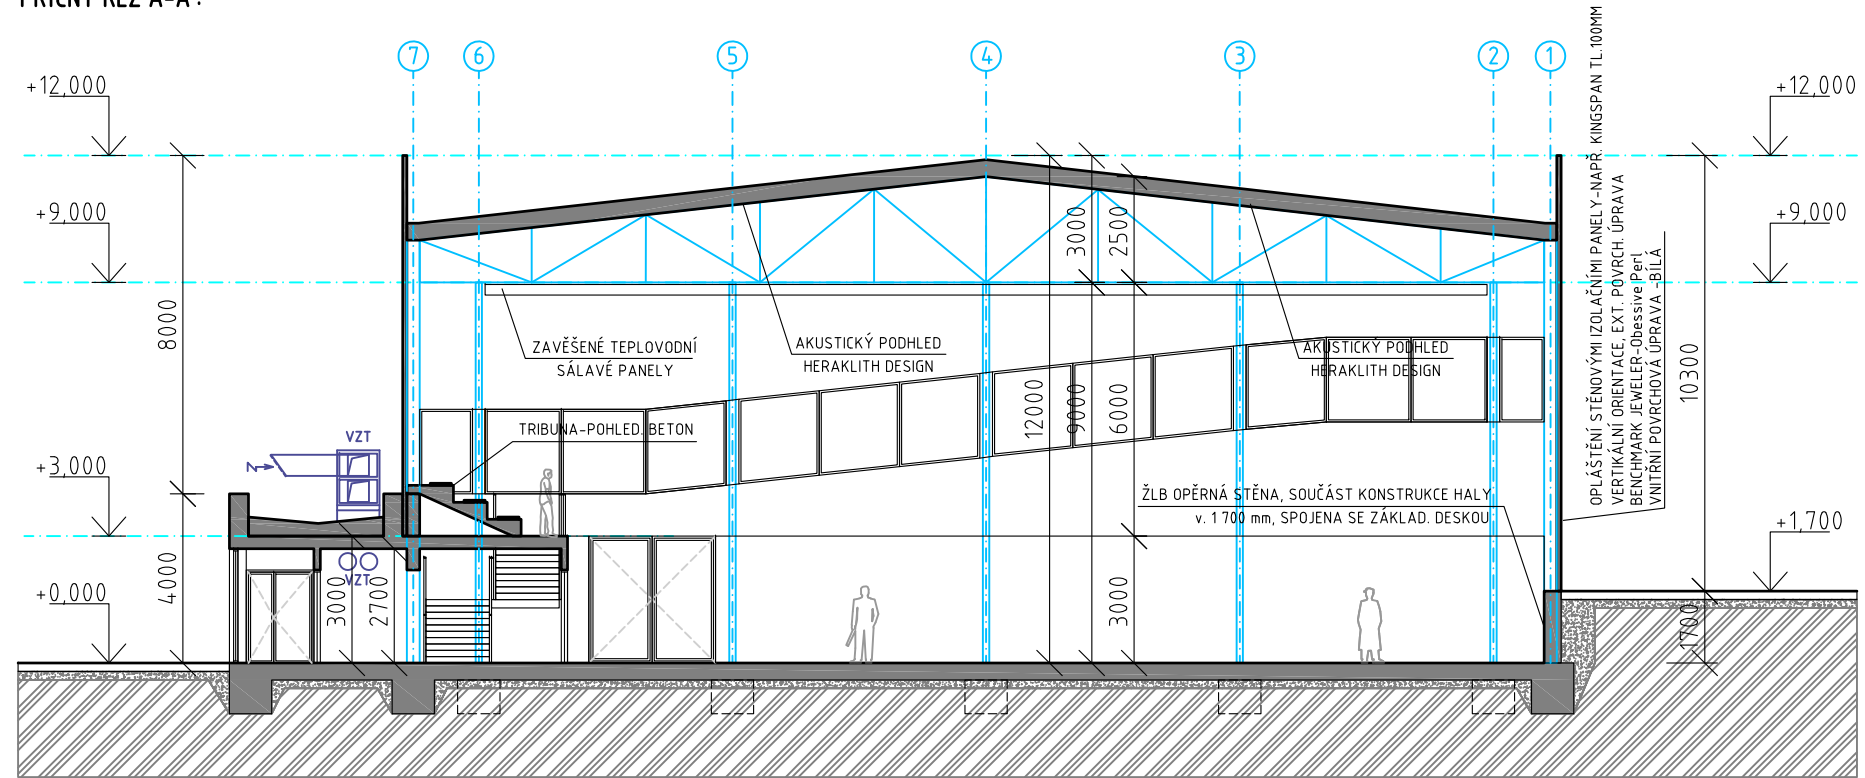 PŘÍČNÝ ŘEZ A-A':
7
6
5
4
3
2
1
+12,000
+9,000
+3,000
+0,000
8000
4000
+12,000
+9,000
+1,700
10300
1700
3000
2500
12000
9000
6000
3000
3000
2700
ZAVĚŠENÉ TEPLOVODNÍ
SÁLAVÉ PANELY
AKUSTICKÝ PODHLED
HERAKLITH DESIGN
AKUSTICKÝ PODHLED
HERAKLITH DESIGN
TRIBUNA-POHLED. BETON
VZT
VZT
Z
ŽLB OPĚRNÁ STĚNA, SOUČÁST KONSTRUKCE HALY
v. 1 700 mm, SPOJENA SE ZÁKLAD. DESKOU
OPLÁŠTĚNÍ STĚNOVÝMI IZOLAČNÍMI PANELY-NAPŘ. KINGSPAN TL.100MM
VERTIKÁLNÍ ORIENTACE, EXT. POVRCH. ÚPRAVA
BENCHMARK JEWELER-Obessive Perl
VNITŘNÍ POVRCHOVÁ ÚPRAVA -BÍLÁ